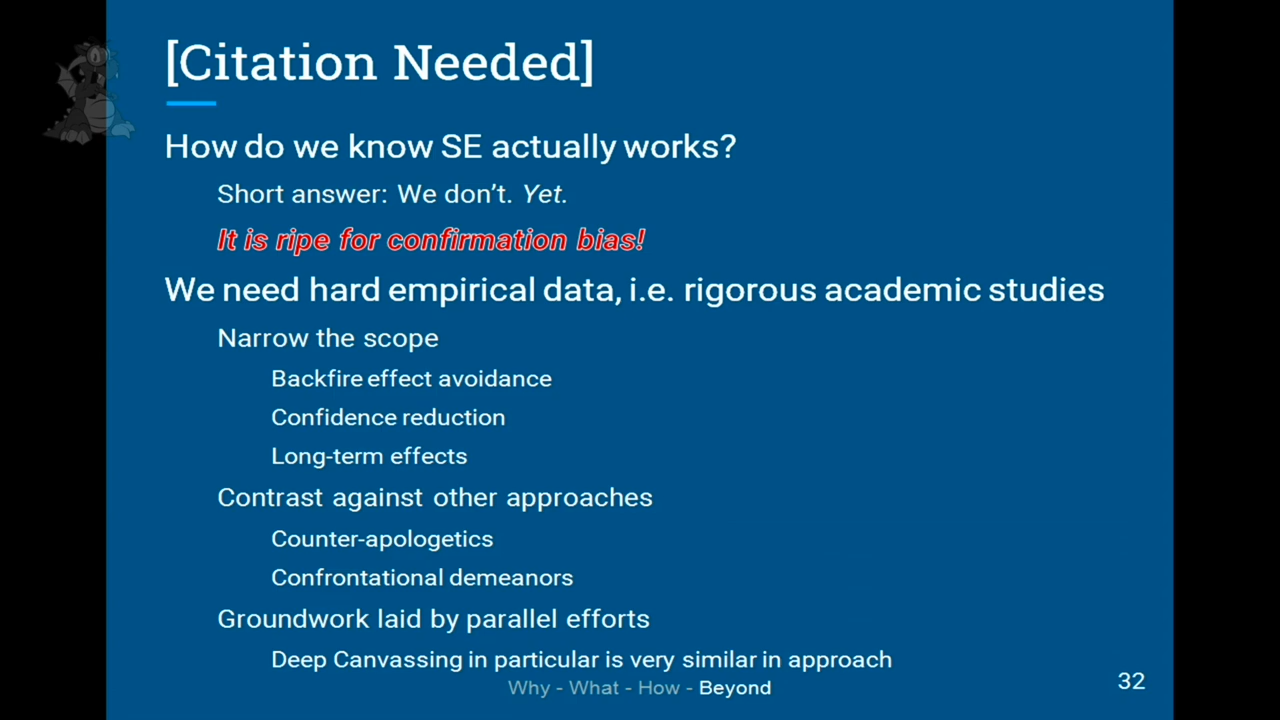 [Citation Needed]
How do we know SE actually works?
Short answer: We don't. Yet.
It is ripe for confirmation bias!
We need hard empirical data, i.e. rigorous academic studies
Narrow the scope
Backfire effect avoidance
Confidence reduction
Long-term effects
Contrast against other approaches
Counter-apologetics
Confrontational demeanors
Groundwork laid by parallel efforts
Deep Canvassing in particular is very similar in approach
Why - What - How - Beyond
32